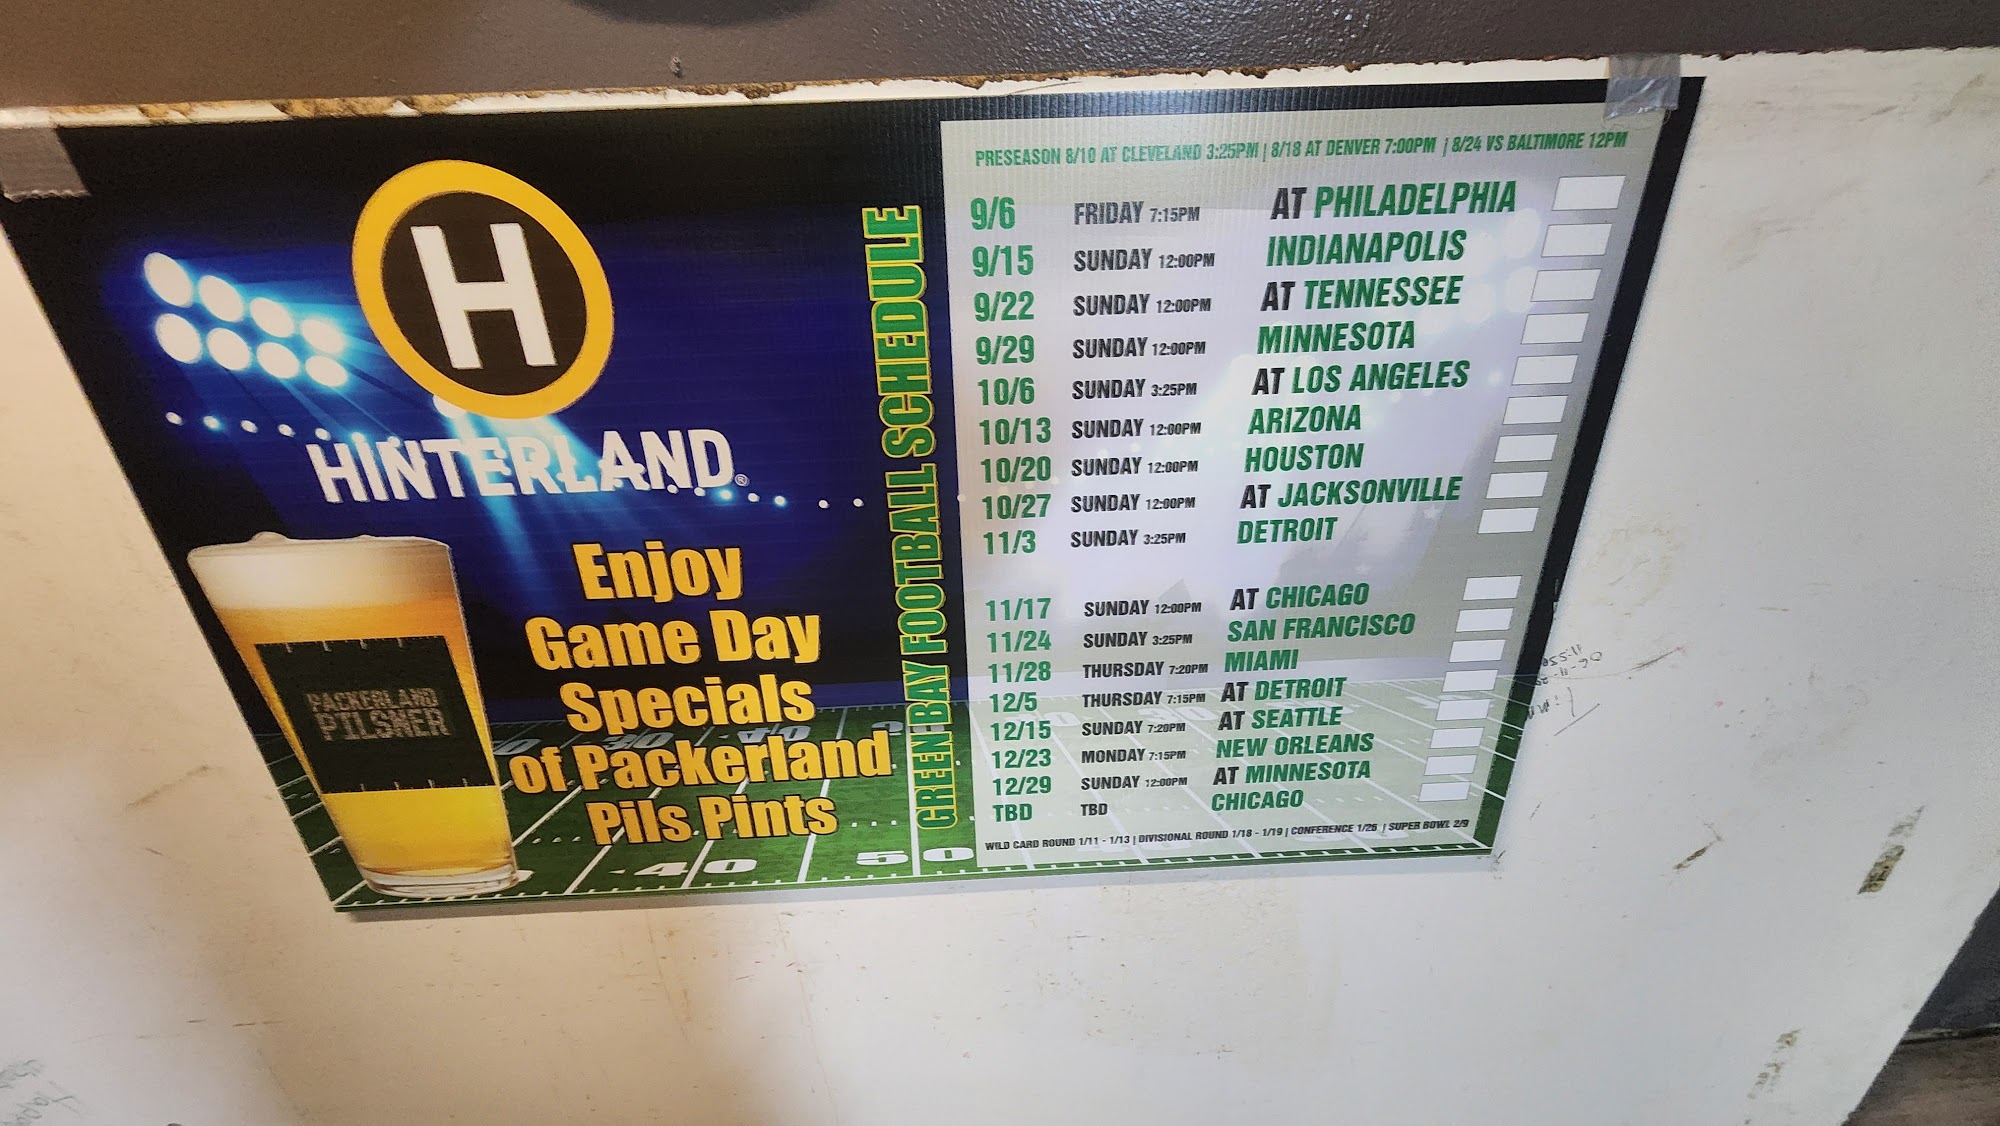 H
HINTERLAND®
Enjoy
Game Day
Specials
of Packerland
Pils Pints
PACKERLAND
PILSNER
GREEN BAY FOOTBALL SCHEDULE
PRESEASON 8/10 AT CLEVELAND 3:25PM | 8/18 AT DENVER 7:00PM | 8/24 VS BALTIMORE 12PM
9/6 FRIDAY 7:15PM AT PHILADELPHIA
9/15 SUNDAY 12:00PM INDIANAPOLIS
9/22 SUNDAY 12:00PM AT TENNESSEE
9/29 SUNDAY 12:00PM MINNESOTA
10/6 SUNDAY 3:25PM AT LOS ANGELES
10/13 SUNDAY 12:00PM ARIZONA
10/20 SUNDAY 12:00PM HOUSTON
10/27 SUNDAY 12:00PM AT JACKSONVILLE
11/3 SUNDAY 3:25PM DETROIT
11/17 SUNDAY 12:00PM AT CHICAGO
11/24 SUNDAY 3:25PM SAN FRANCISCO
11/28 THURSDAY 7:20PM MIAMI
12/5 THURSDAY 7:15PM AT DETROIT
12/15 SUNDAY 7:20PM AT SEATTLE
12/23 MONDAY 7:15PM NEW ORLEANS
12/29 SUNDAY 12:00PM AT MINNESOTA
TBD TBD CHICAGO
WILD CARD ROUND 1/11 - 1/13 | DIVISIONAL ROUND 1/18 - 1/19 | CONFERENCE 1/26 | SUPER BOWL 2/9
40 50